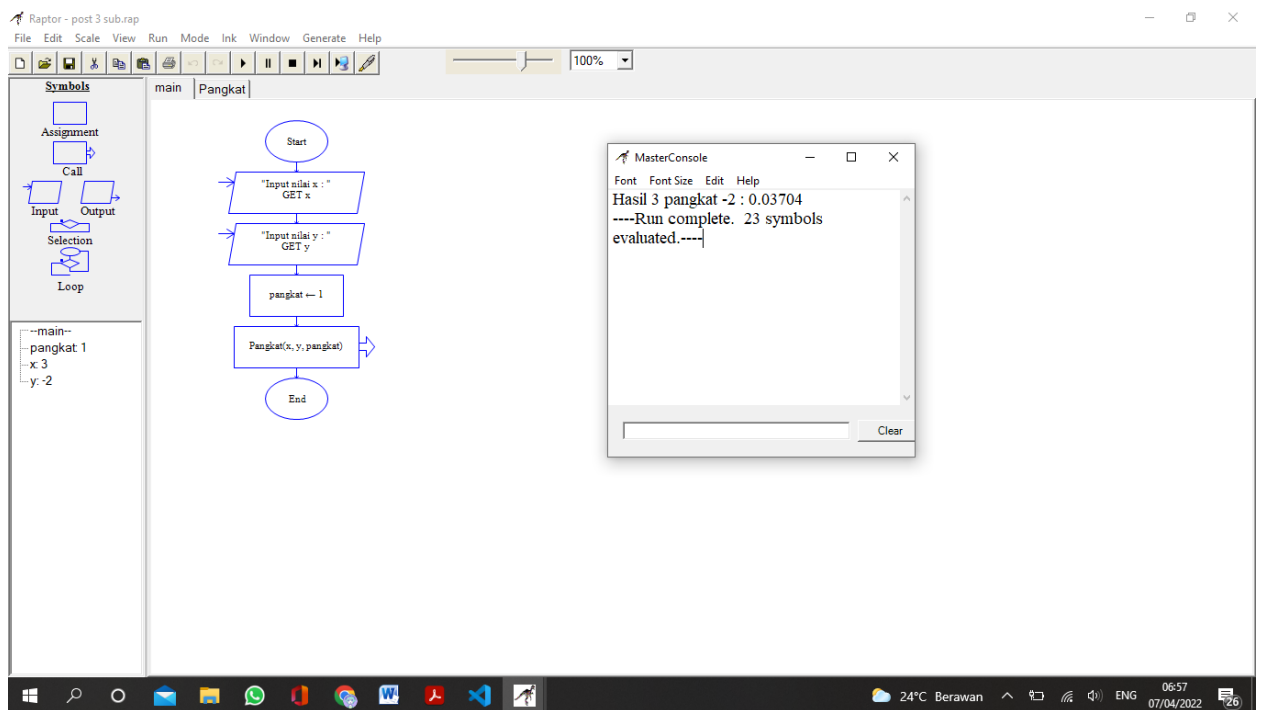 Raptor - post 3 sub.rap
File Edit Scale View Run Mode Ink Window Generate Help
100%
Symbols
Assignment
Call
Input Output
Selection
Loop
main Pangkat
Start
"Input nilai x : "
GET x
"Input nilai y : "
GET y
pangkat ← 1
Pangkat(x, y, pangkat)
End
--main--
pangkat: 1
x: 3
y: -2
MasterConsole
Font Font Size Edit Help
Hasil 3 pangkat -2 : 0.03704
----Run complete. 23 symbols
evaluated.----
Clear
24°C Berawan
ENG
06:57
07/04/2022
26